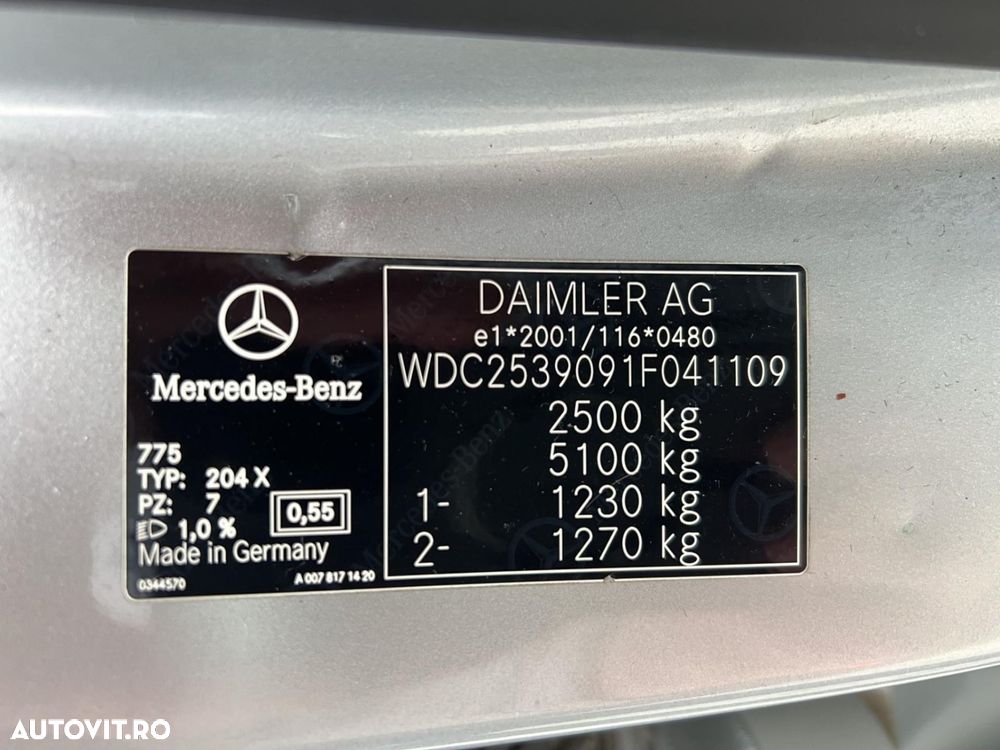 Mercedes-Benz
775
TYP: 204 X
PZ: 7
1,0 %
0,55
Made in Germany
0344570
A 007 817 14 20
DAIMLER AG
e1*2001/116*0480
WDC2539091F041109
2500 kg
5100 kg
1- 1230 kg
2- 1270 kg
AUTOVIT.RO